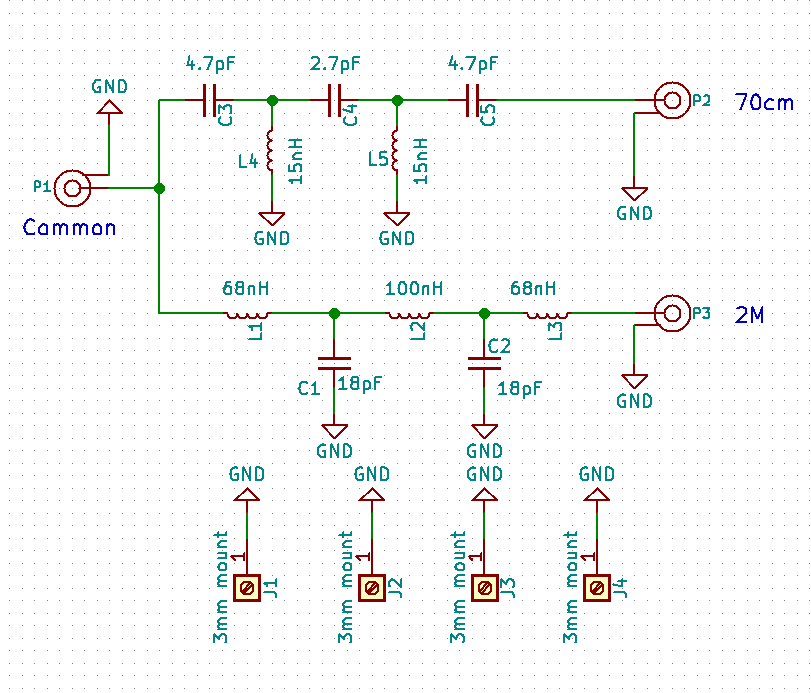 4.7pF
2.7pF
4.7pF
GND
C3
C4
C5
P2
70cm
L4
15nH
L5
15nH
P1
Common
GND
GND
GND
68nH
100nH
68nH
L1
L2
L3
P3
2M
C2
C1
18pF
18pF
GND
GND
GND
GND
GND
GND
GND
3mm mount
1
J1
3mm mount
1
J2
3mm mount
1
J3
3mm mount
1
J4